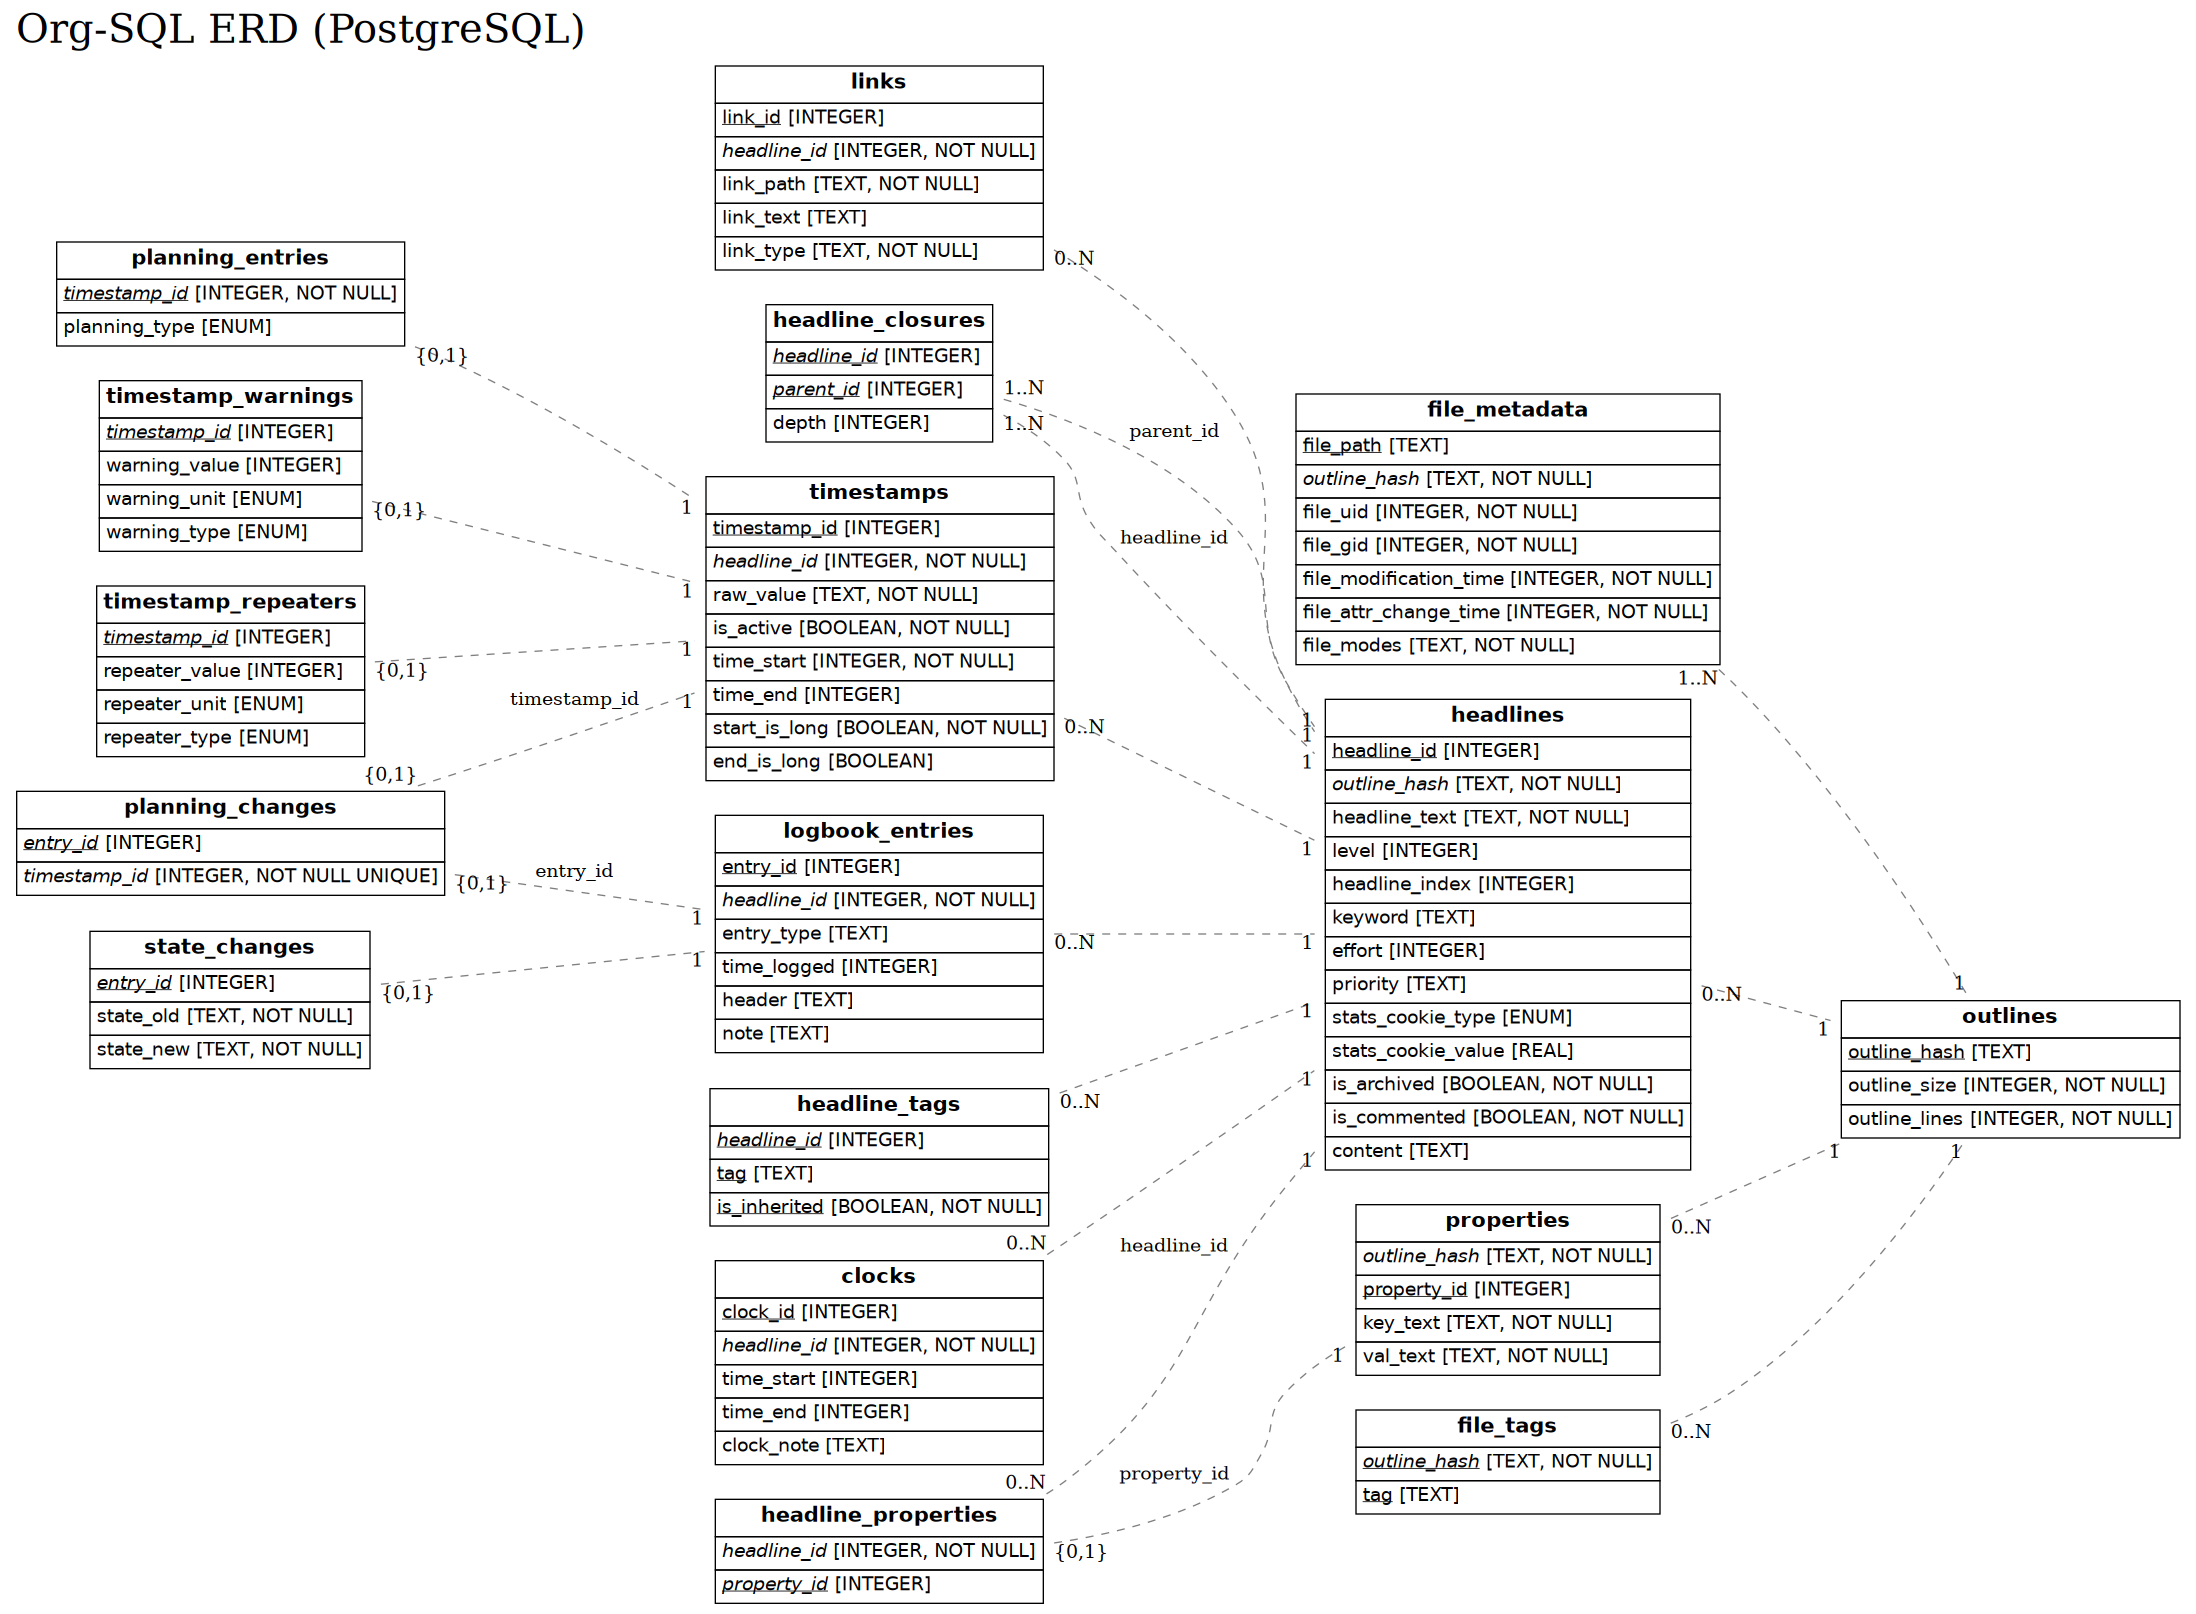 Org-SQL ERD (PostgreSQL)
links
link_id [INTEGER]
headline_id [INTEGER, NOT NULL]
link_path [TEXT, NOT NULL]
link_text [TEXT]
link_type [TEXT, NOT NULL]
0..N
1
planning_entries
timestamp_id [INTEGER, NOT NULL]
planning_type [ENUM]
{0,1}
1
headline_closures
headline_id [INTEGER]
parent_id [INTEGER]
depth [INTEGER]
1..N
parent_id
1
1..N
headline_id
1
timestamp_warnings
timestamp_id [INTEGER]
warning_value [INTEGER]
warning_unit [ENUM]
warning_type [ENUM]
{0,1}
1
timestamp_repeaters
timestamp_id [INTEGER]
repeater_value [INTEGER]
repeater_unit [ENUM]
repeater_type [ENUM]
{0,1}
1
timestamps
timestamp_id [INTEGER]
headline_id [INTEGER, NOT NULL]
raw_value [TEXT, NOT NULL]
is_active [BOOLEAN, NOT NULL]
time_start [INTEGER, NOT NULL]
time_end [INTEGER]
start_is_long [BOOLEAN, NOT NULL]
end_is_long [BOOLEAN]
0..N
1
planning_changes
entry_id [INTEGER]
timestamp_id [INTEGER, NOT NULL UNIQUE]
{0,1}
timestamp_id
1
{0,1}
entry_id
1
state_changes
entry_id [INTEGER]
state_old [TEXT, NOT NULL]
state_new [TEXT, NOT NULL]
{0,1}
1
logbook_entries
entry_id [INTEGER]
headline_id [INTEGER, NOT NULL]
entry_type [TEXT]
time_logged [INTEGER]
header [TEXT]
note [TEXT]
0..N
1
headline_tags
headline_id [INTEGER]
tag [TEXT]
is_inherited [BOOLEAN, NOT NULL]
0..N
1
clocks
clock_id [INTEGER]
headline_id [INTEGER, NOT NULL]
time_start [INTEGER]
time_end [INTEGER]
clock_note [TEXT]
0..N
1
headline_properties
headline_id [INTEGER, NOT NULL]
property_id [INTEGER]
0..N
headline_id
1
{0,1}
property_id
1
file_metadata
file_path [TEXT]
outline_hash [TEXT, NOT NULL]
file_uid [INTEGER, NOT NULL]
file_gid [INTEGER, NOT NULL]
file_modification_time [INTEGER, NOT NULL]
file_attr_change_time [INTEGER, NOT NULL]
file_modes [TEXT, NOT NULL]
1..N
1
headlines
headline_id [INTEGER]
outline_hash [TEXT, NOT NULL]
headline_text [TEXT, NOT NULL]
level [INTEGER]
headline_index [INTEGER]
keyword [TEXT]
effort [INTEGER]
priority [TEXT]
stats_cookie_type [ENUM]
stats_cookie_value [REAL]
is_archived [BOOLEAN, NOT NULL]
is_commented [BOOLEAN, NOT NULL]
content [TEXT]
0..N
1
properties
outline_hash [TEXT, NOT NULL]
property_id [INTEGER]
key_text [TEXT, NOT NULL]
val_text [TEXT, NOT NULL]
0..N
1
file_tags
outline_hash [TEXT, NOT NULL]
tag [TEXT]
0..N
1
outlines
outline_hash [TEXT]
outline_size [INTEGER, NOT NULL]
outline_lines [INTEGER, NOT NULL]